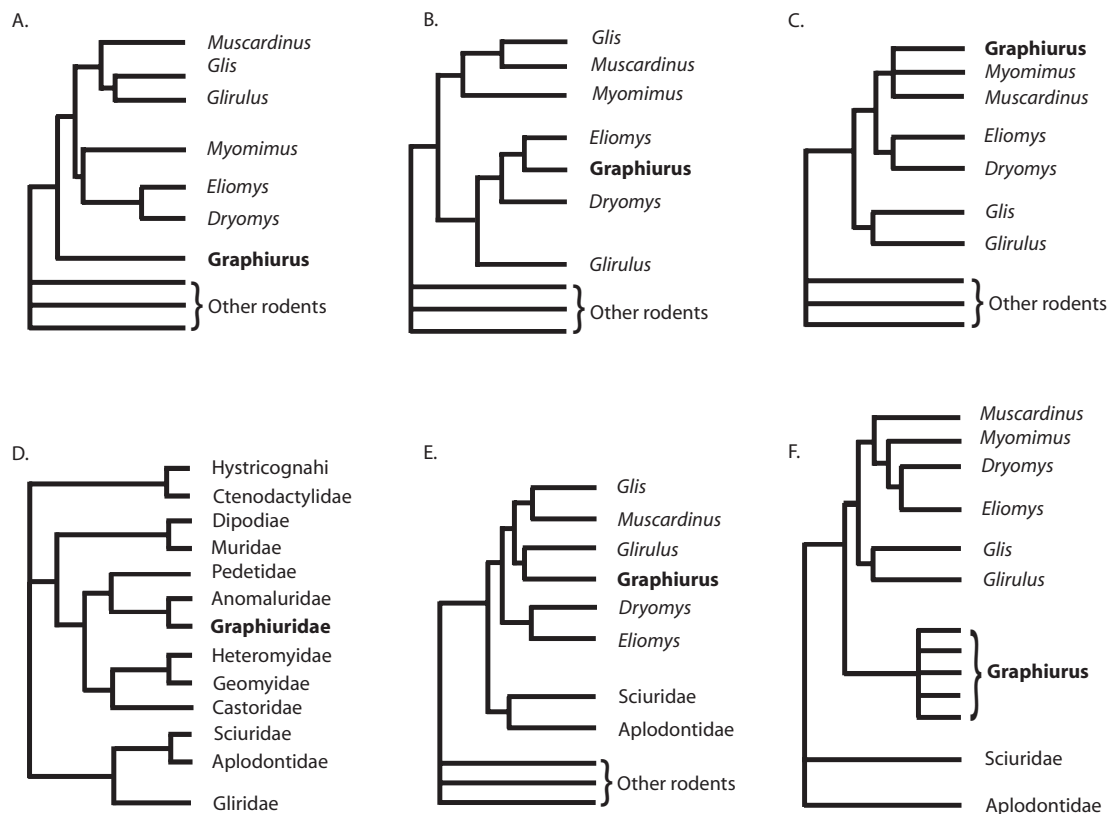 A.
Muscardinus
Glis
Glirulus
Myomimus
Eliomys
Dryomys
Graphiurus
Other rodents
B.
Glis
Muscardinus
Myomimus
Eliomys
Graphiurus
Dryomys
Glirulus
Other rodents
C.
Graphiurus
Myomimus
Muscardinus
Eliomys
Dryomys
Glis
Glirulus
Other rodents
D.
Hystricognahi
Ctenodactylidae
Dipodiae
Muridae
Pedetidae
Anomaluridae
Graphiuridae
Heteromyidae
Geomyidae
Castoridae
Sciuridae
Aplodontidae
Gliridae
E.
Glis
Muscardinus
Glirulus
Graphiurus
Dryomys
Eliomys
Sciuridae
Aplodontidae
Other rodents
F.
Muscardinus
Myomimus
Dryomys
Eliomys
Glis
Glirulus
Graphiurus
Sciuridae
Aplodontidae